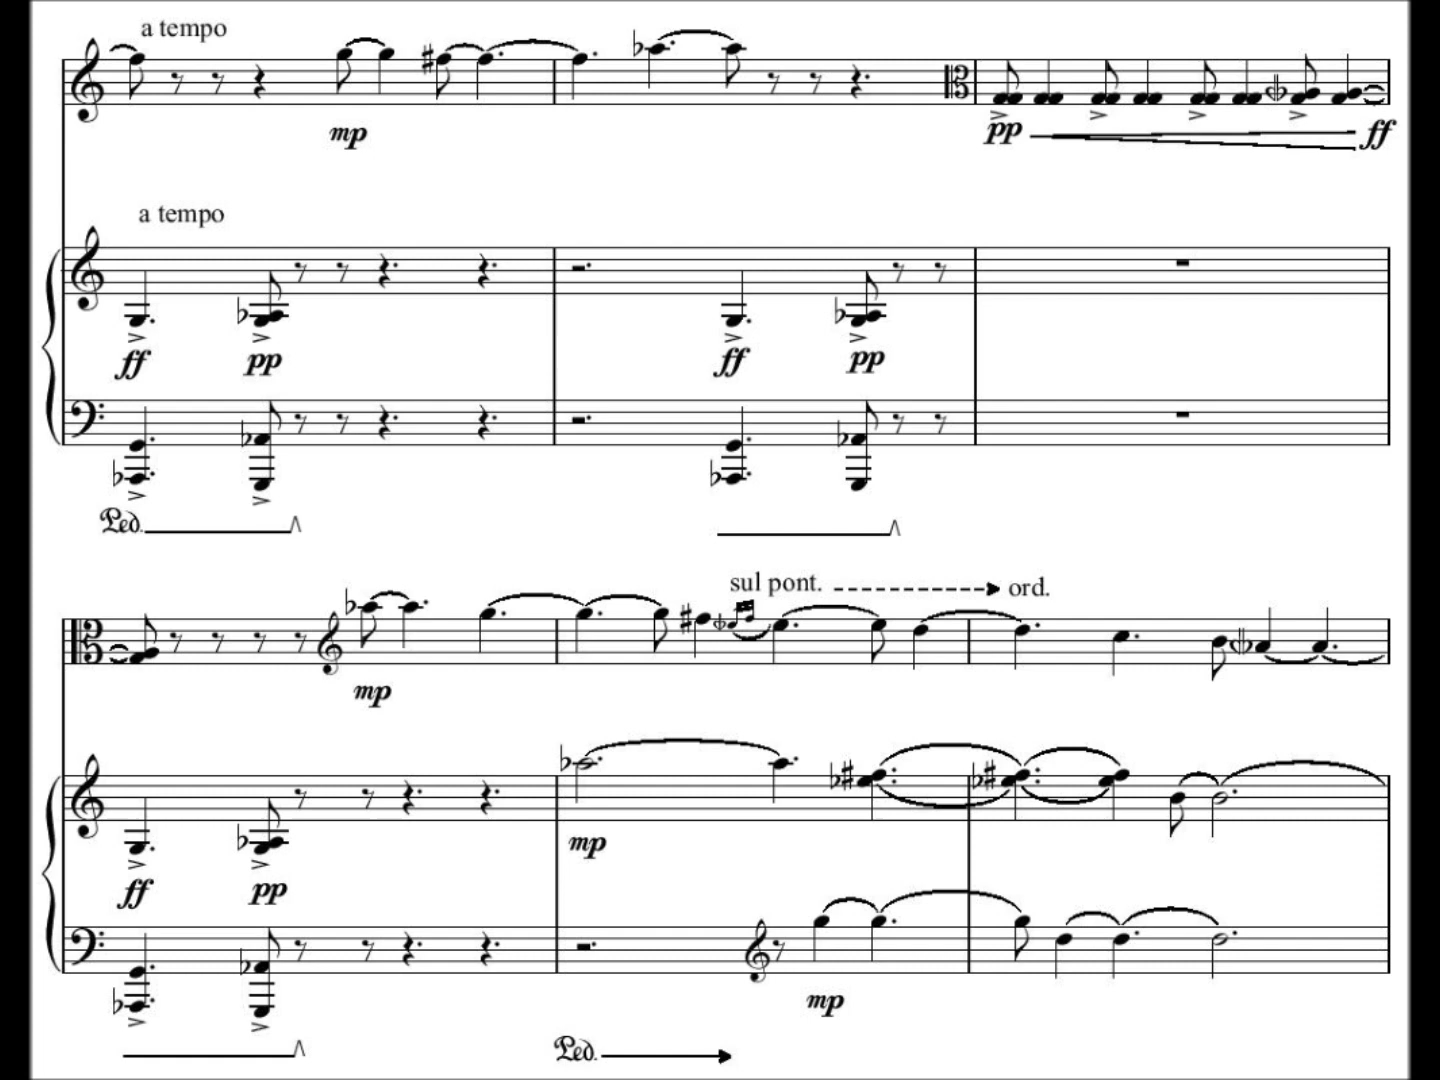 a tempo
mp
pp ff
a tempo
ff pp ff pp
Ped.
sul pont. ord.
mp
mp
ff pp
mp
Ped.